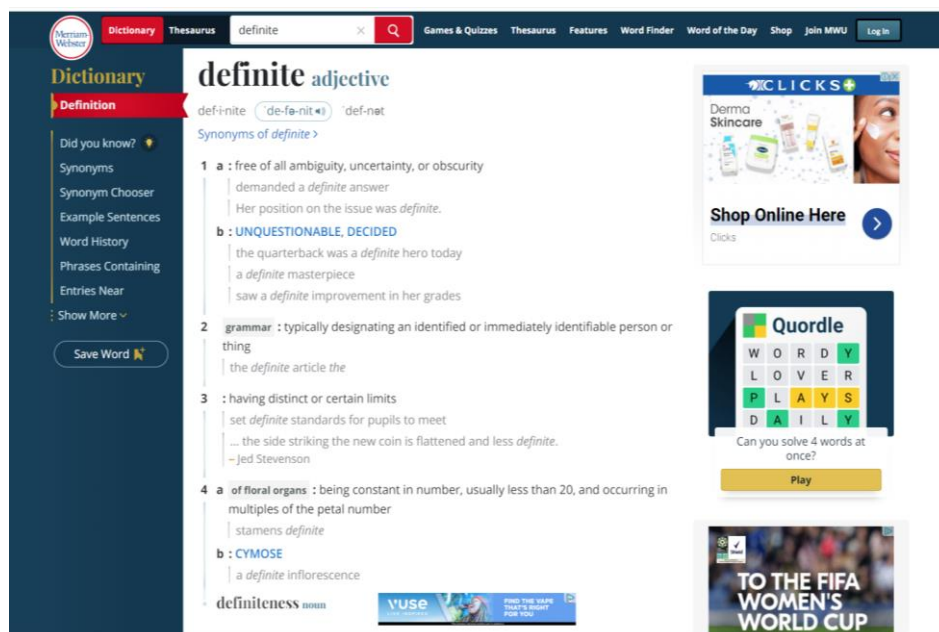 Merriam-
Webster
Dictionary
Thesaurus
definite
×
Games & Quizzes
Thesaurus
Features
Word Finder
Word of the Day
Shop
Join MWU
Log In
Dictionary
Definition
Did you know?
Synonyms
Synonym Chooser
Example Sentences
Word History
Phrases Containing
Entries Near
Show More
Save Word
definite adjective
def·i·nite ˈde-fə-nit ˈdef-nət
Synonyms of definite >
1 a : free of all ambiguity, uncertainty, or obscurity
demanded a definite answer
Her position on the issue was definite.
b : UNQUESTIONABLE, DECIDED
the quarterback was a definite hero today
a definite masterpiece
saw a definite improvement in her grades
2 grammar : typically designating an identified or immediately identifiable person or
thing
the definite article the
3 : having distinct or certain limits
set definite standards for pupils to meet
… the side striking the new coin is flattened and less definite.
–Jed Stevenson
4 a of floral organs : being constant in number, usually less than 20, and occurring in
multiples of the petal number
stamens definite
b : CYMOSE
a definite inflorescence
definiteness noun
VUSE
FIND THE VAPE
THAT'S RIGHT
FOR YOU
CLICKS
Derma
Skincare
Shop Online Here
Clicks
Quordle
W O R D Y
L O V E R
P L A Y S
D A I L Y
Can you solve 4 words at
once?
Play
TO THE FIFA
WOMEN'S
WORLD CUP